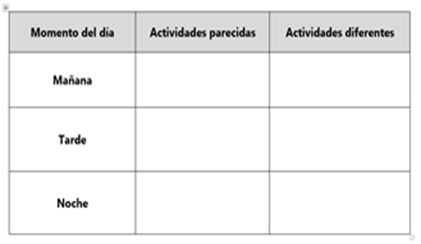 Momento del día Actividades parecidas Actividades diferentes
Mañana
Tarde
Noche